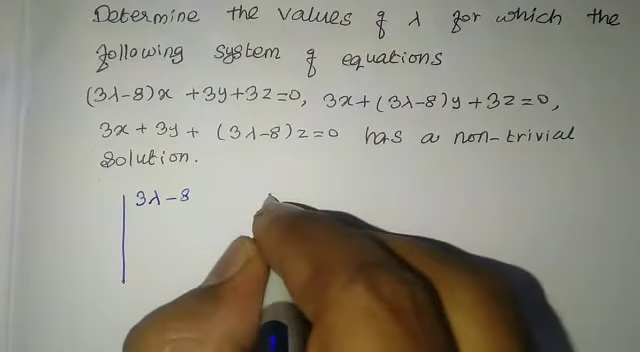 Determine the values of λ for which the
following system of equations
(3λ-8)x +3y+3z=0, 3x+(3λ-8)y+3z=0,
3x+3y+ (3λ-8)z=0 has a non-trivial
solution.
| 3λ-8